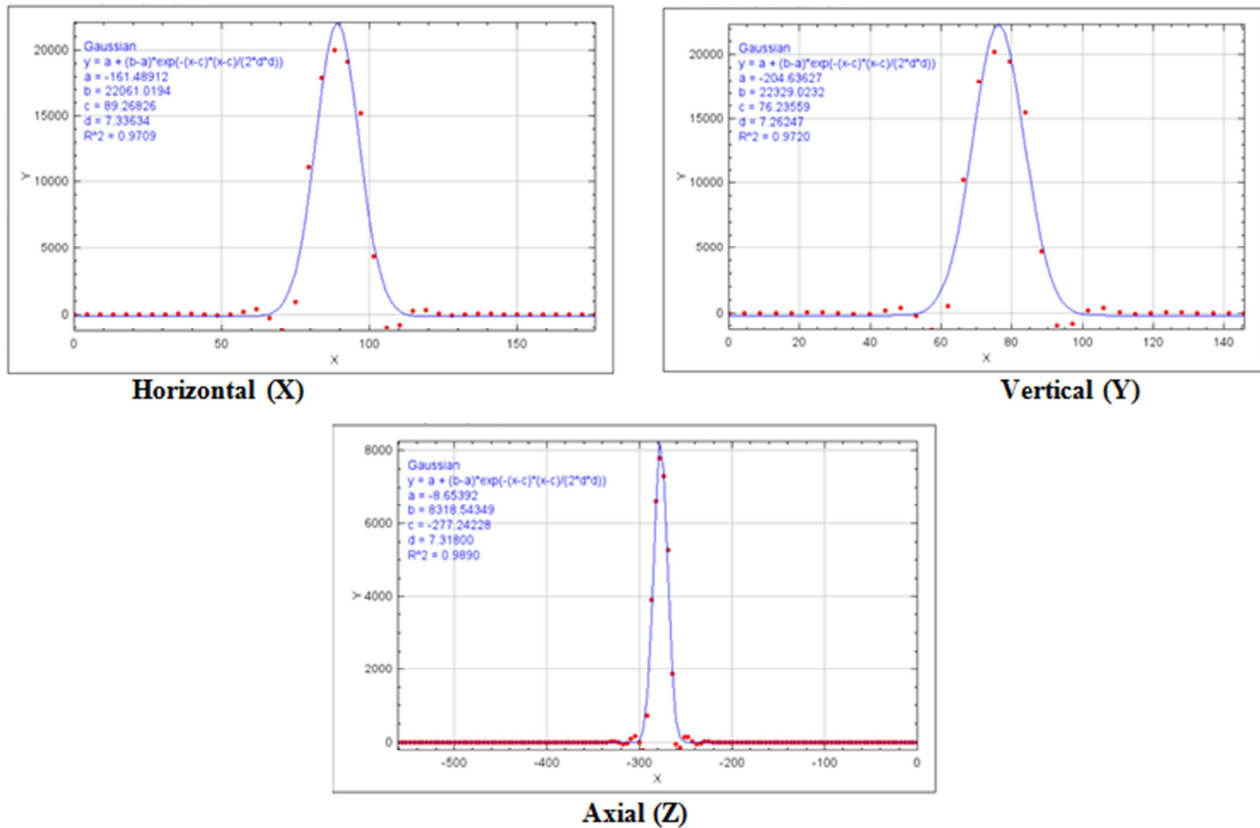 Gaussian
y = a + (b-a)*exp(-(x-c)*(x-c)/(2*d*d))
a = -161.48912
b = 22061.0194
c = 89.26826
d = 7.33634
R^2 = 0.9709
20000
15000
10000
5000
0
Y
0
50
100
150
X
Horizontal (X)
Gaussian
y = a + (b-a)*exp(-(x-c)*(x-c)/(2*d*d))
a = -204.63627
b = 22329.0232
c = 76.23559
d = 7.26247
R^2 = 0.9720
20000
15000
10000
5000
0
Y
0
20
40
60
80
100
120
140
X
Vertical (Y)
Gaussian
y = a + (b-a)*exp(-(x-c)*(x-c)/(2*d*d))
a = -8.65392
b = 8318.54349
c = -277.24228
d = 7.31800
R^2 = 0.9890
8000
6000
4000
2000
0
Y
-500
-400
-300
-200
-100
0
X
Axial (Z)